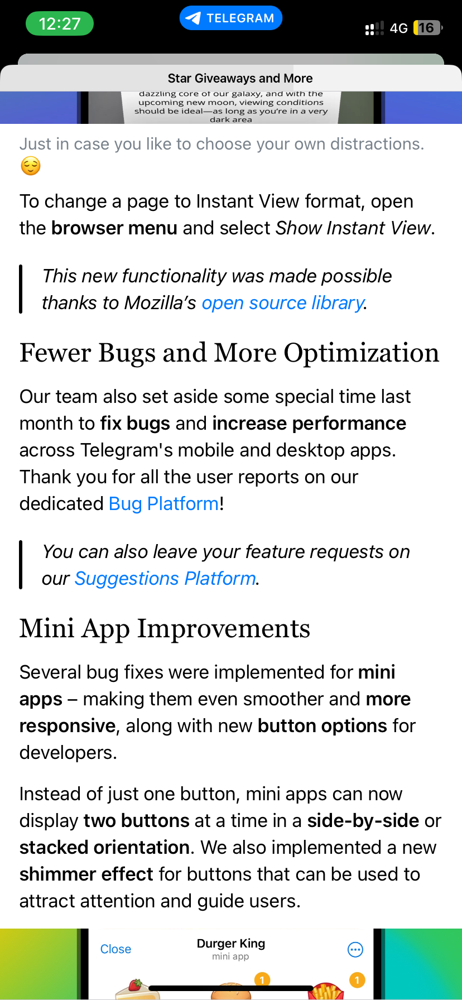 12:27
TELEGRAM
4G
16
Star Giveaways and More
dazzling core of our galaxy, and with the
upcoming new moon, viewing conditions
should be ideal—as long as you're in a very
dark area
Just in case you like to choose your own distractions.
😌
To change a page to Instant View format, open
the browser menu and select Show Instant View.
This new functionality was made possible
thanks to Mozilla’s open source library.
Fewer Bugs and More Optimization
Our team also set aside some special time last
month to fix bugs and increase performance
across Telegram's mobile and desktop apps.
Thank you for all the user reports on our
dedicated Bug Platform!
You can also leave your feature requests on
our Suggestions Platform.
Mini App Improvements
Several bug fixes were implemented for mini
apps – making them even smoother and more
responsive, along with new button options for
developers.
Instead of just one button, mini apps can now
display two buttons at a time in a side-by-side or
stacked orientation. We also implemented a new
shimmer effect for buttons that can be used to
attract attention and guide users.
Close
Durger King
mini app
1
1